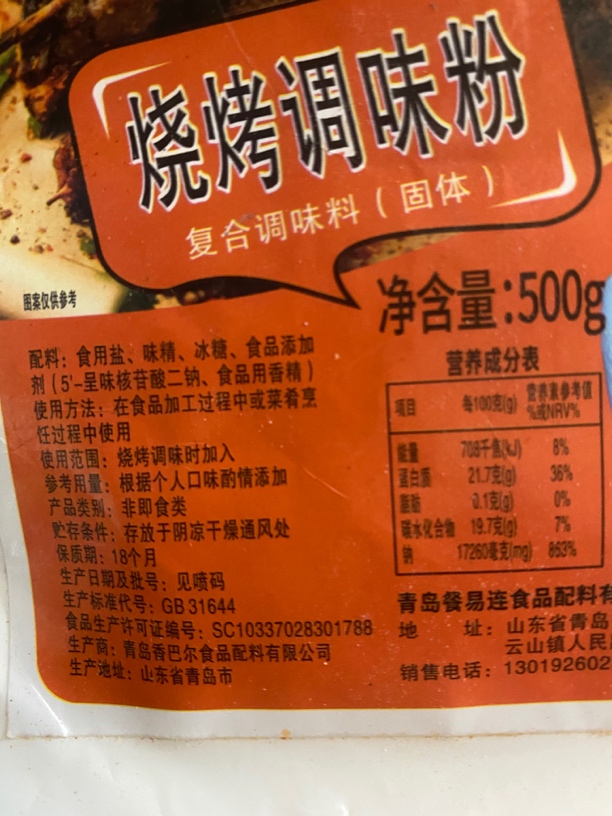 烧烤调味粉
复合调味料（固体）
图案仅供参考
净含量:500g
配料：食用盐、味精、冰糖、食品添加
剂（5'-呈味核苷酸二钠、食品用香精）
使用方法：在食品加工过程中或菜肴烹
饪过程中使用
使用范围：烧烤调味时加入
参考用量：根据个人口味酌情添加
产品类别：非即食类
贮存条件：存放于阴凉干燥通风处
保质期：18个月
生产日期及批号：见喷码
生产标准代号：GB 31644
食品生产许可证编号：SC10337028301788
生产商：青岛香巴尔食品配料有限公司
生产地址：山东省青岛市
营养成分表
项目 每100克(g) 营养素参考值%或NRV%
能量 708千焦(kJ) 8%
蛋白质 21.7克(g) 36%
脂肪 0.1克(g) 0%
碳水化合物 19.7克(g) 7%
钠 17260毫克(mg) 863%
青岛餐易连食品配料有
地 址：山东省青岛
云山镇人民
销售电话：130192602